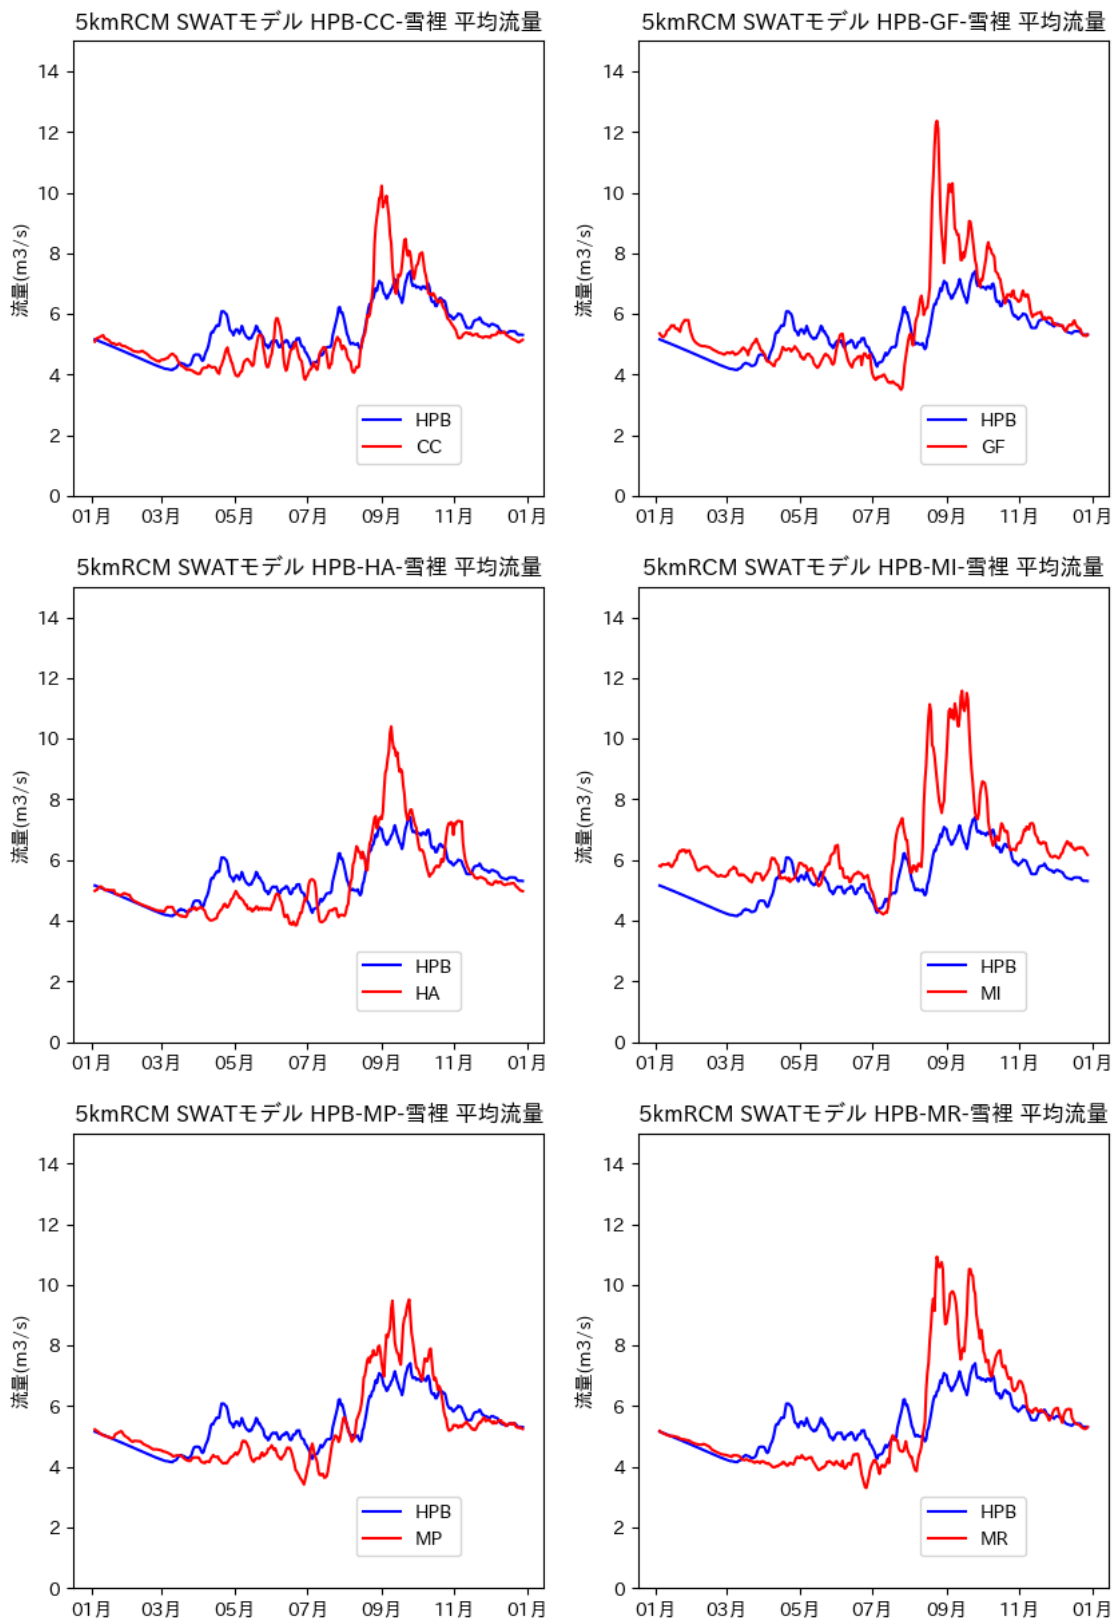 5kmRCM SWATモデル HPB-CC-雪裡 平均流量
流量(m3/s)
14
12
10
8
6
4
2
0
01月 03月 05月 07月 09月 11月 01月
HPB
CC
5kmRCM SWATモデル HPB-GF-雪裡 平均流量
流量(m3/s)
14
12
10
8
6
4
2
0
01月 03月 05月 07月 09月 11月 01月
HPB
GF
5kmRCM SWATモデル HPB-HA-雪裡 平均流量
流量(m3/s)
14
12
10
8
6
4
2
0
01月 03月 05月 07月 09月 11月 01月
HPB
HA
5kmRCM SWATモデル HPB-MI-雪裡 平均流量
流量(m3/s)
14
12
10
8
6
4
2
0
01月 03月 05月 07月 09月 11月 01月
HPB
MI
5kmRCM SWATモデル HPB-MP-雪裡 平均流量
流量(m3/s)
14
12
10
8
6
4
2
0
01月 03月 05月 07月 09月 11月 01月
HPB
MP
5kmRCM SWATモデル HPB-MR-雪裡 平均流量
流量(m3/s)
14
12
10
8
6
4
2
0
01月 03月 05月 07月 09月 11月 01月
HPB
MR